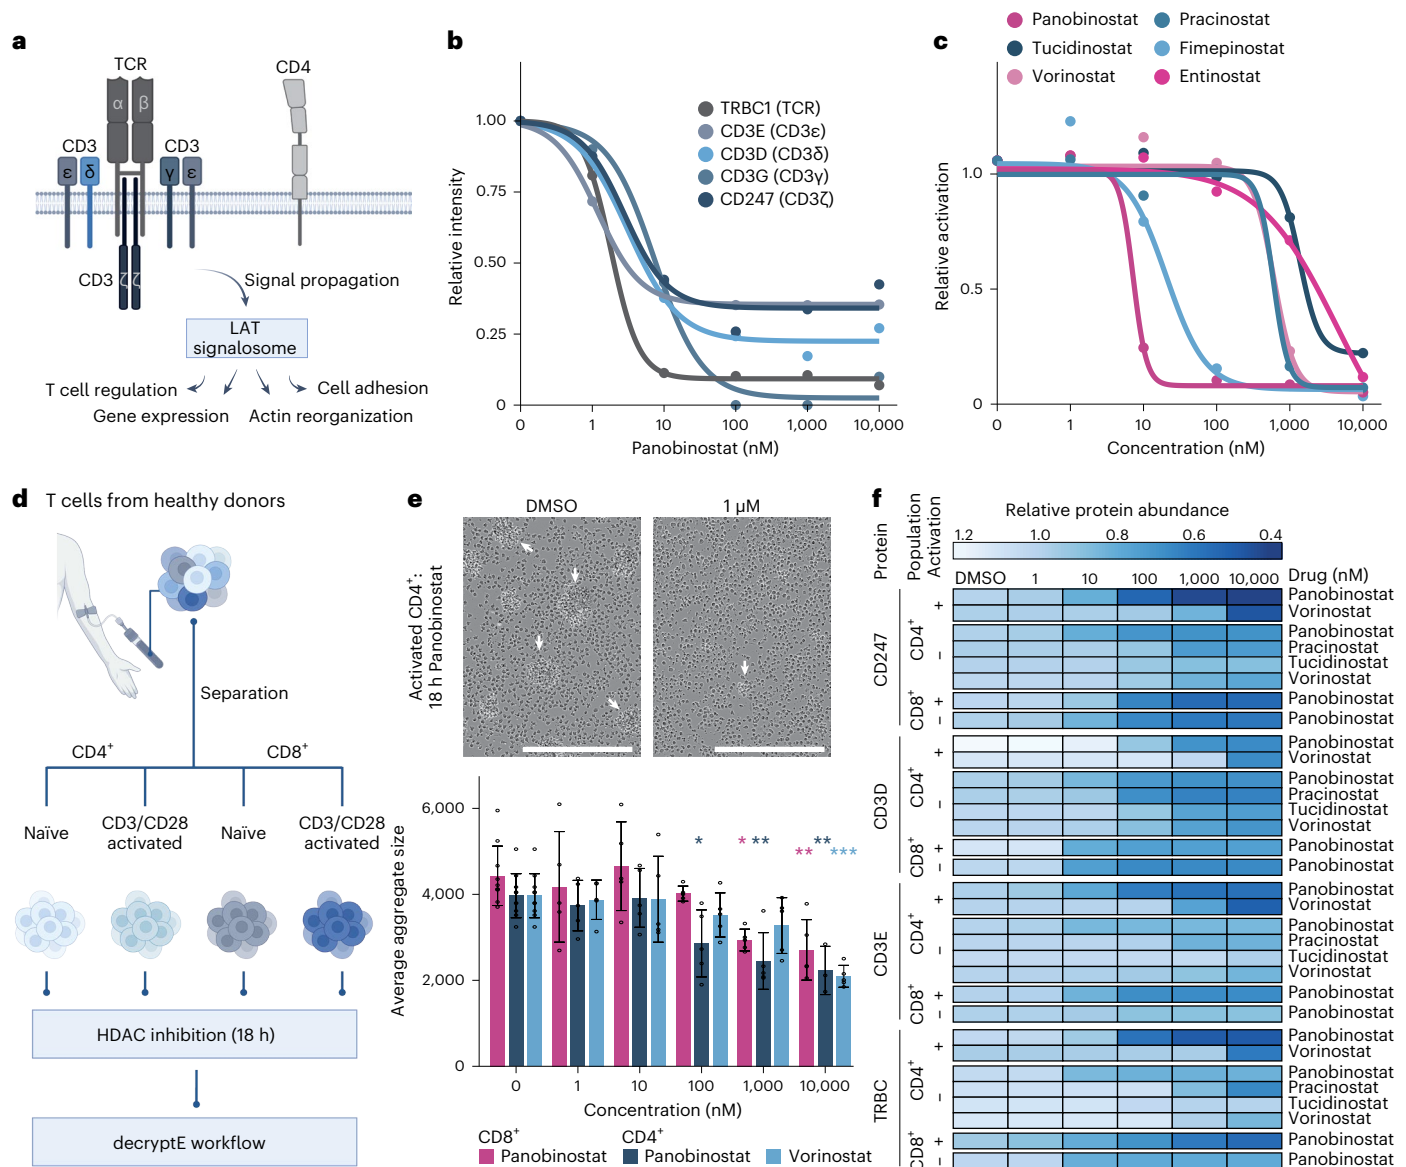 a
TCR
CD4
α
β
CD3
CD3
ε
δ
γ
ε
CD3
ζ
ζ
Signal propagation
LAT
signalosome
T cell regulation
Cell adhesion
Gene expression
Actin reorganization
b
Relative intensity
1.00
0.75
0.50
0.25
0
TRBC1 (TCR)
CD3E (CD3ε)
CD3D (CD3δ)
CD3G (CD3γ)
CD247 (CD3ζ)
0
1
10
100
1,000
10,000
Panobinostat (nM)
c
Panobinostat
Pracinostat
Tucidinostat
Fimepinostat
Vorinostat
Entinostat
Relative activation
1.0
0.5
0
0
1
10
100
1,000
10,000
Concentration (nM)
d
T cells from healthy donors
Separation
CD4+
CD8+
Naïve
CD3/CD28
activated
Naïve
CD3/CD28
activated
HDAC inhibition (18 h)
decryptE workflow
e
DMSO
1 µM
Activated CD4+:
18 h Panobinostat
Average aggregate size
6,000
4,000
2,000
0
*
*
**
**
**
***
0
1
10
100
1,000
10,000
Concentration (nM)
CD8+
CD4+
Panobinostat
Panobinostat
Vorinostat
f
Protein
Population
Activation
Relative protein abundance
1.2
1.0
0.8
0.6
0.4
DMSO
1
10
100
1,000
10,000
Drug (nM)
CD247
CD4+
+
Panobinostat
Vorinostat
–
Panobinostat
Pracinostat
Tucidinostat
Vorinostat
CD8+
+
Panobinostat
–
Panobinostat
CD3D
CD4+
+
Panobinostat
Vorinostat
–
Panobinostat
Pracinostat
Tucidinostat
Vorinostat
CD8+
+
Panobinostat
–
Panobinostat
CD3E
CD4+
+
Panobinostat
Vorinostat
–
Panobinostat
Pracinostat
Tucidinostat
Vorinostat
CD8+
+
Panobinostat
–
Panobinostat
TRBC
CD4+
+
Panobinostat
Vorinostat
–
Panobinostat
Pracinostat
Tucidinostat
Vorinostat
CD8+
+
Panobinostat
–
Panobinostat